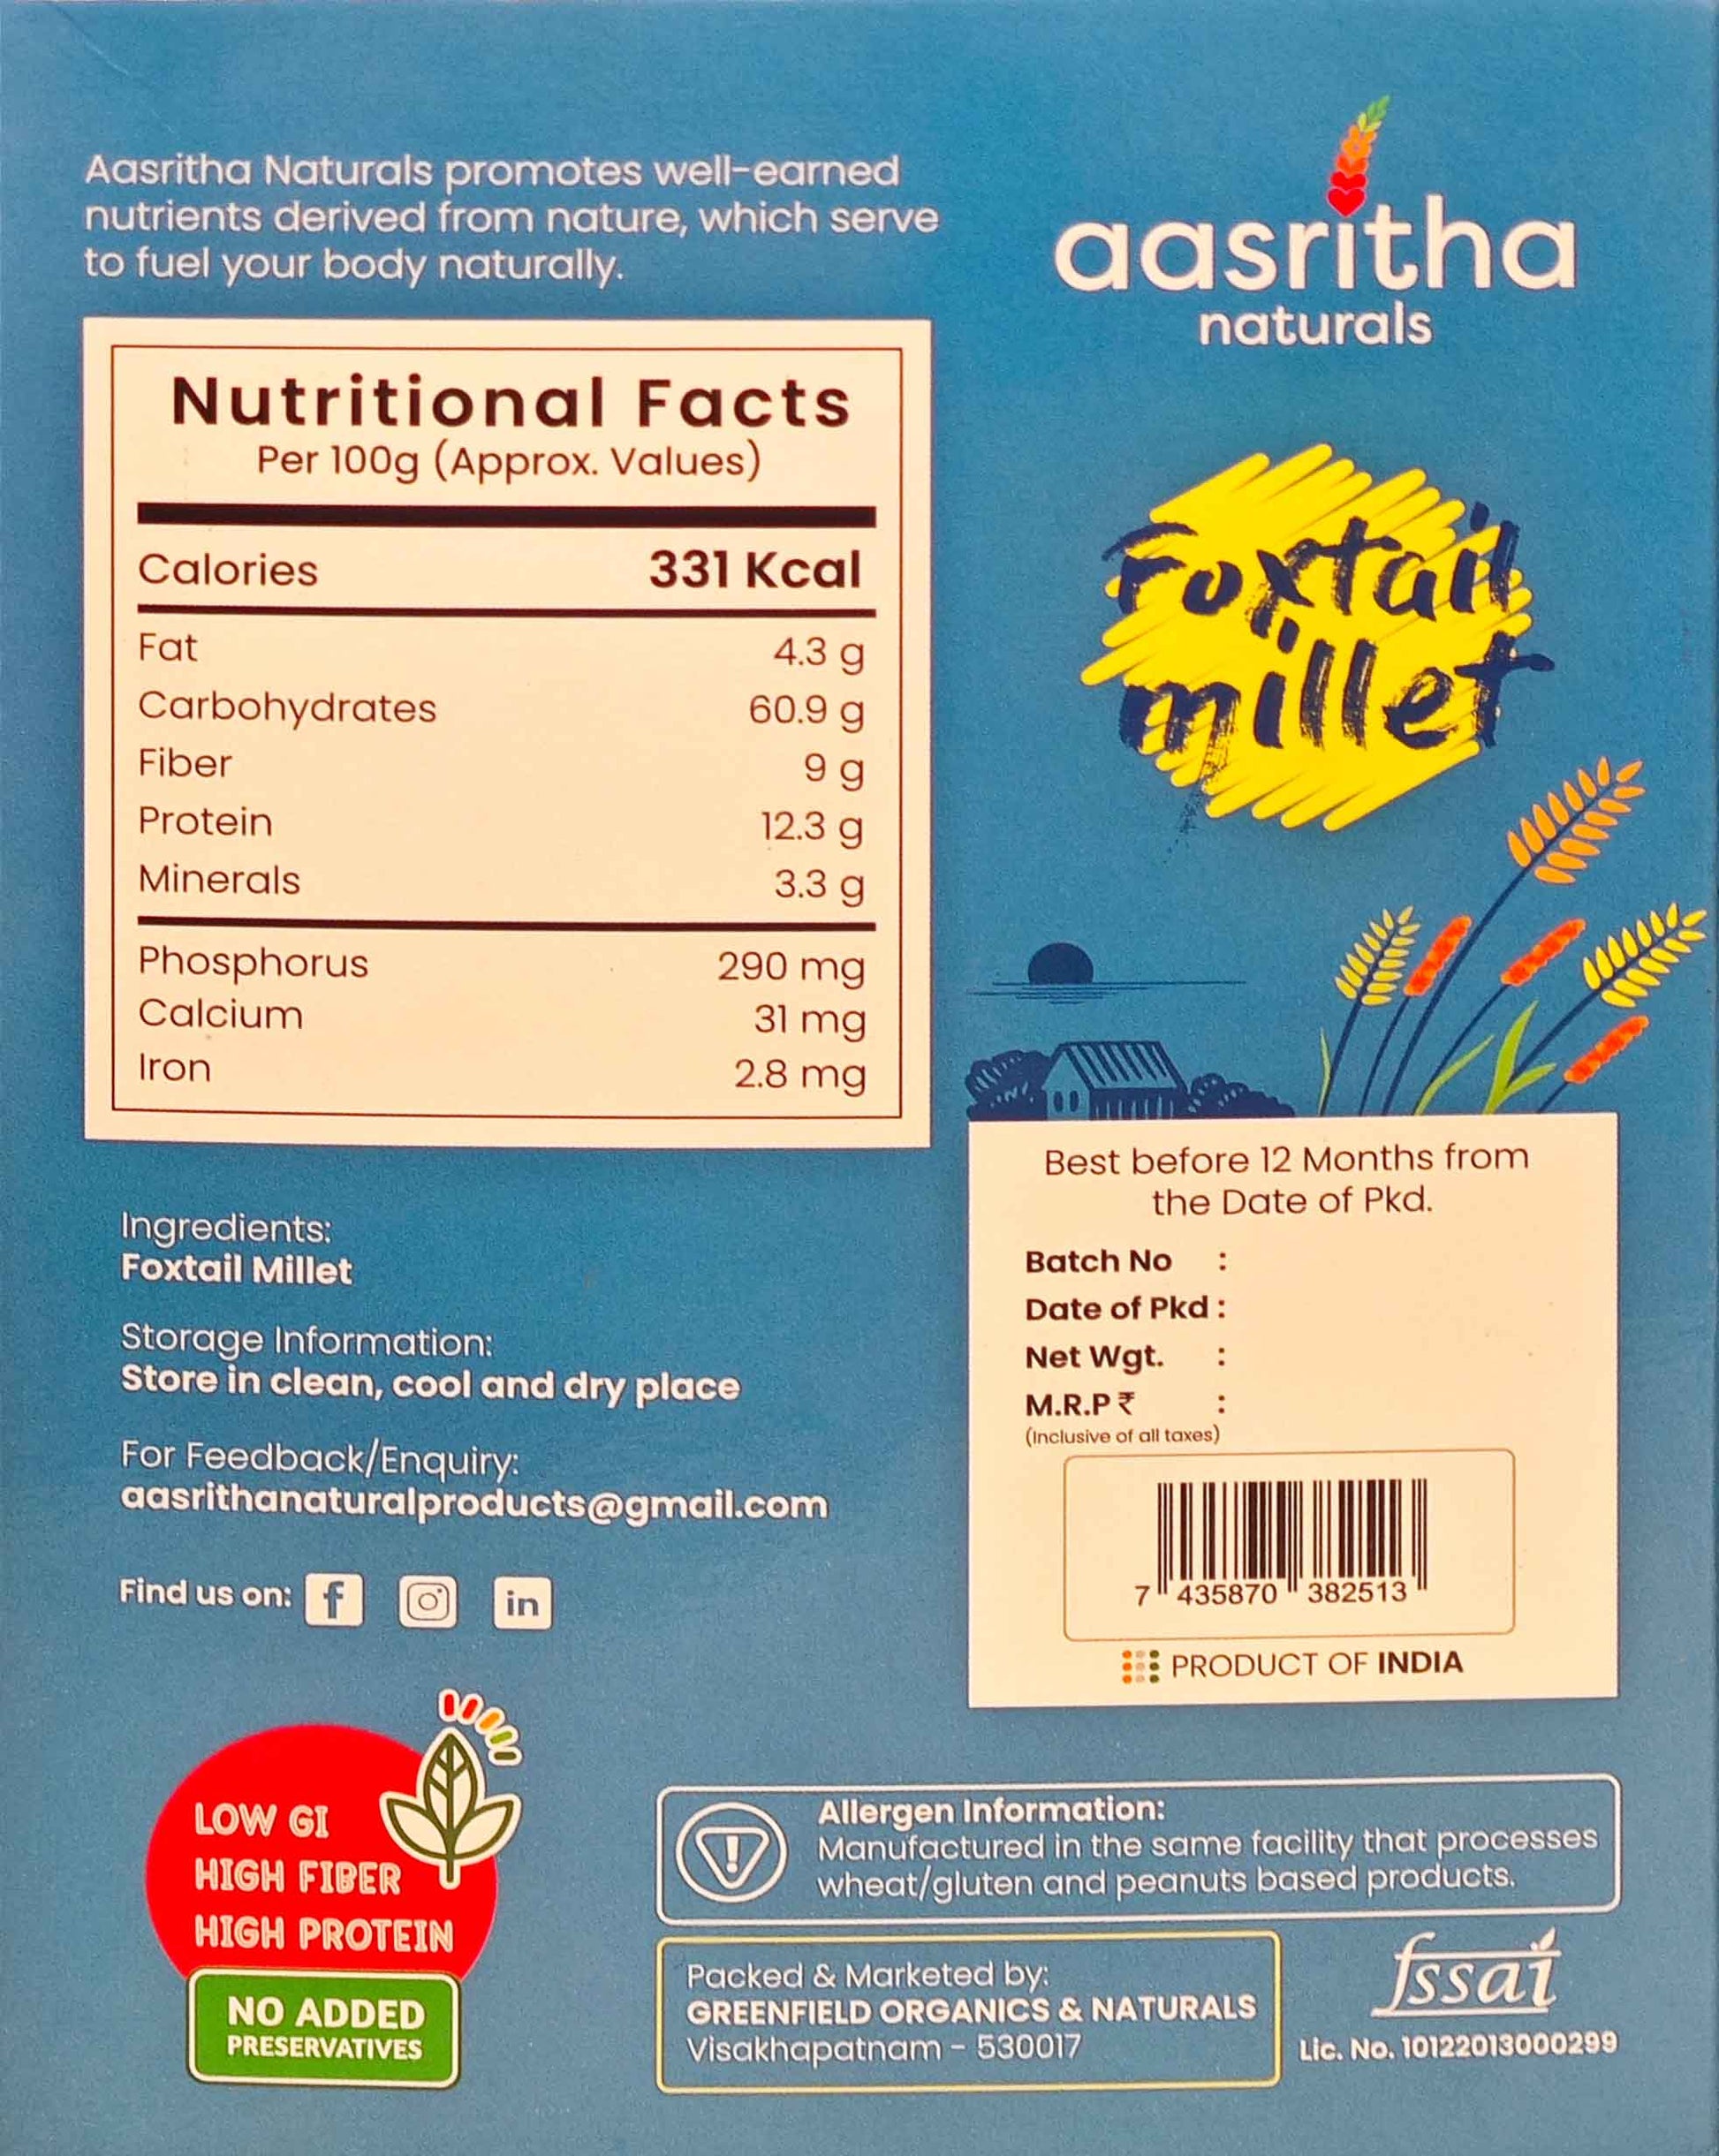 Aasritha Naturals promotes well-earned
nutrients derived from nature, which serve
to fuel your body naturally.
aasritha
naturals
Nutritional Facts
Per 100g (Approx. Values)
Calories 331 Kcal
Fat 4.3 g
Carbohydrates 60.9 g
Fiber 9 g
Protein 12.3 g
Minerals 3.3 g
Phosphorus 290 mg
Calcium 31 mg
Iron 2.8 mg
Foxtail
millet
Ingredients:
Foxtail Millet
Storage Information:
Store in clean, cool and dry place
For Feedback/Enquiry:
aasrithanaturalproducts@gmail.com
Find us on: f in
Best before 12 Months from
the Date of Pkd.
Batch No :
Date of Pkd :
Net Wgt. :
M.R.P ₹ :
(Inclusive of all taxes)
7 435870 382513
PRODUCT OF INDIA
LOW GI
HIGH FIBER
HIGH PROTEIN
NO ADDED
PRESERVATIVES
Allergen Information:
Manufactured in the same facility that processes
wheat/gluten and peanuts based products.
Packed & Marketed by:
GREENFIELD ORGANICS & NATURALS
Visakhapatnam - 530017
fssai
Lic. No. 10122013000299